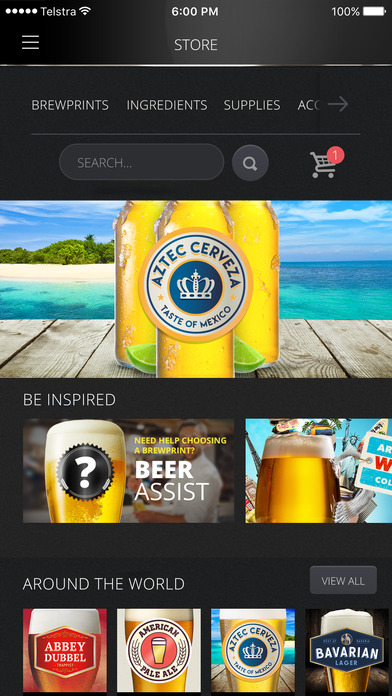 Telstra 6:00 PM 100%
STORE
BREWPRINTS INGREDIENTS SUPPLIES ACC
SEARCH...
1
AZTEC CERVEZA
TASTE OF MEXICO
BE INSPIRED
NEED HELP CHOOSING
A BREWPRINT?
BEER
ASSIST
?
AR
W
COL
AROUND THE WORLD
VIEW ALL
ABBEY
DUBBEL
TRAPPIST
AMERICAN
PALE ALE
AZTEC CERVEZA
TASTE OF MEXICO
BAVARIAN
LAGER